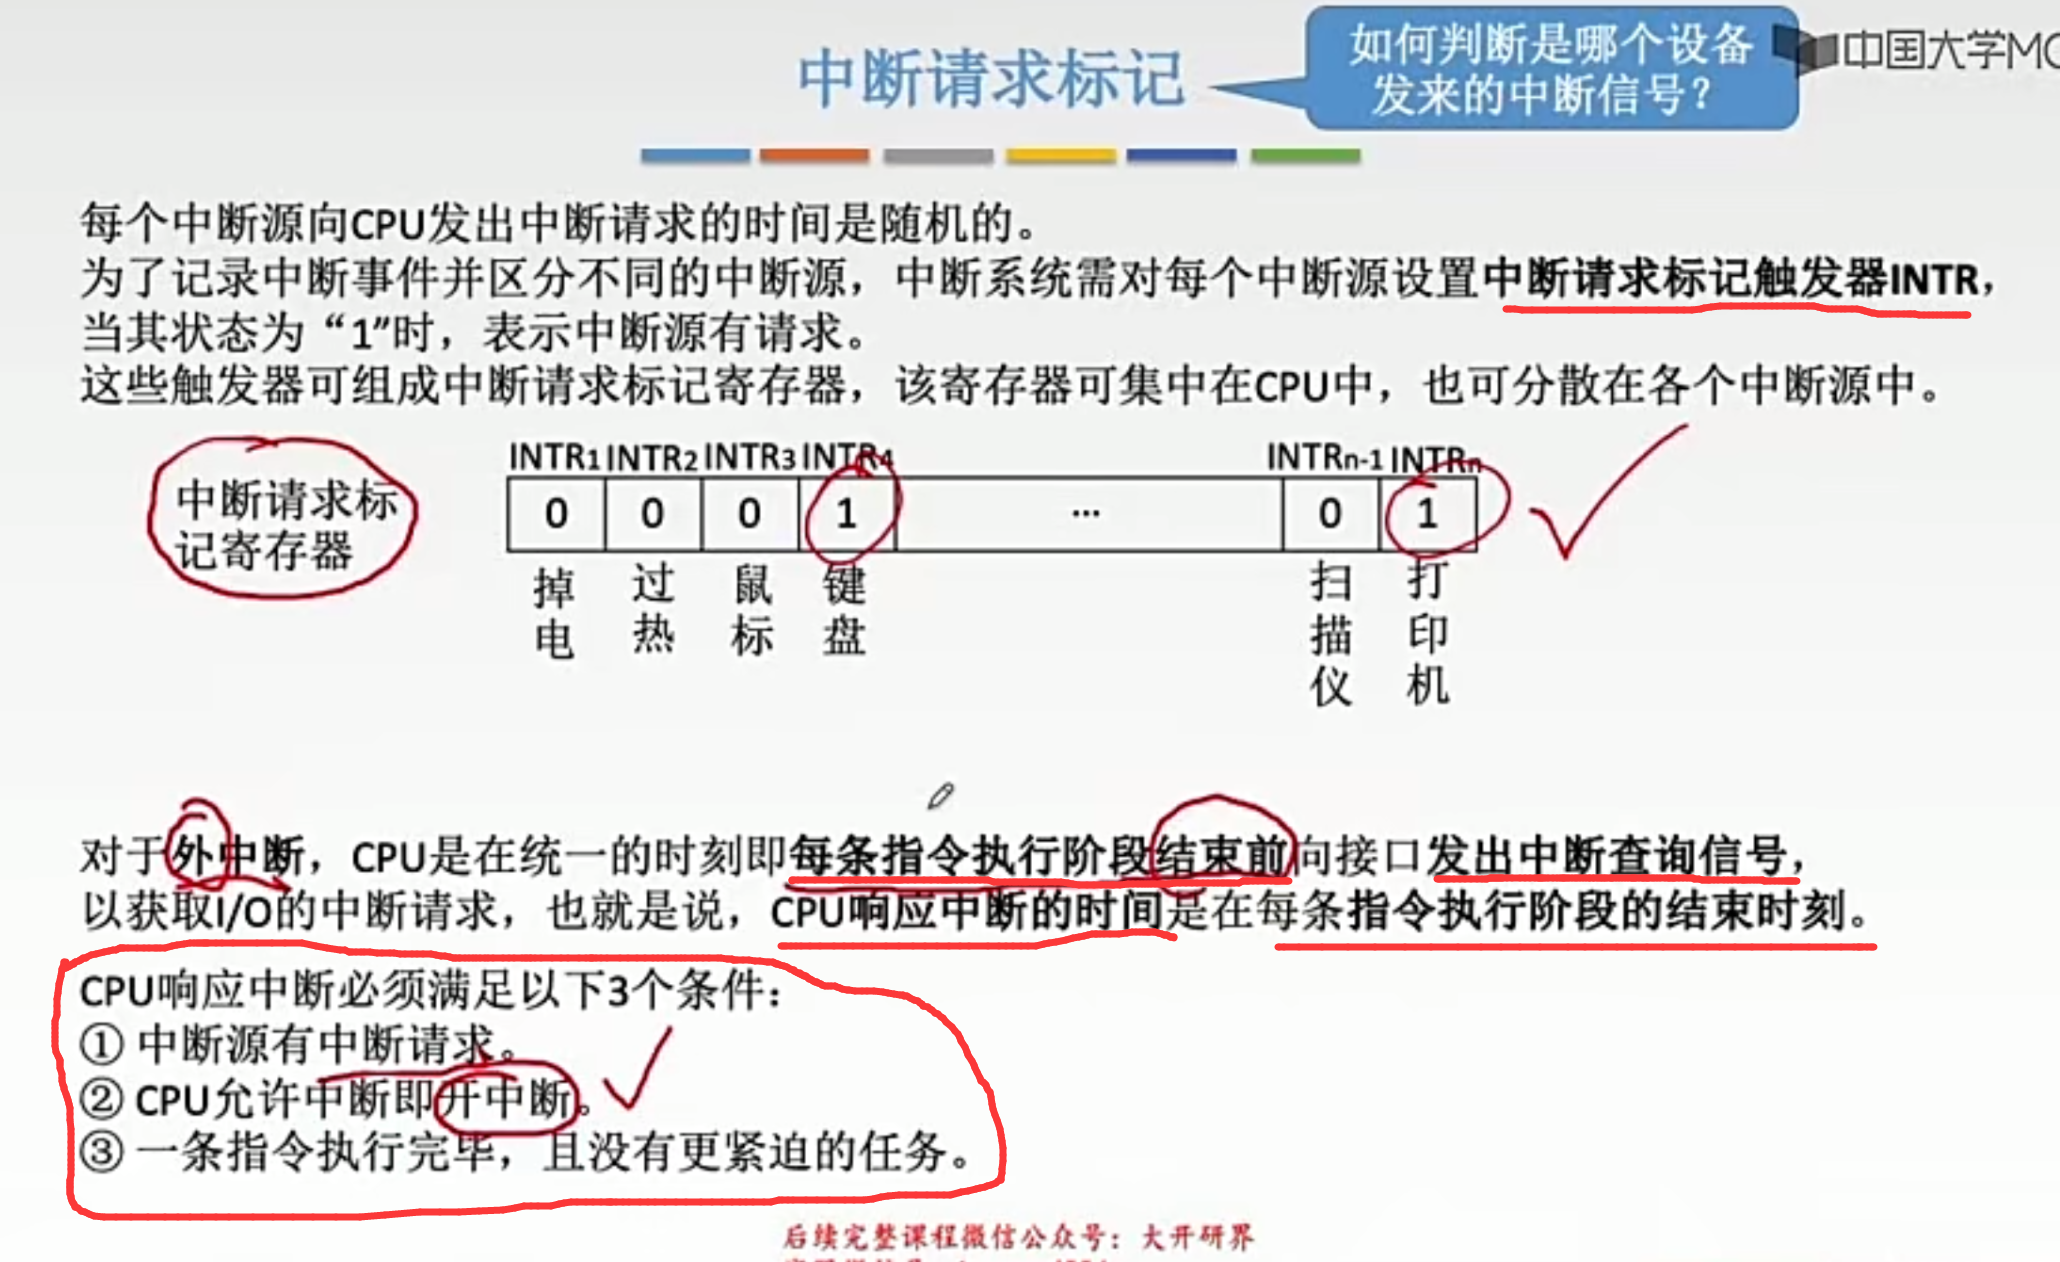 中断请求标记
如何判断是哪个设备
发来的中断信号？
中国大学MO
每个中断源向CPU发出中断请求的时间是随机的。
为了记录中断事件并区分不同的中断源，中断系统需对每个中断源设置中断请求标记触发器INTR，
当其状态为“1”时，表示中断源有请求。
这些触发器可组成中断请求标记寄存器，该寄存器可集中在CPU中，也可分散在各个中断源中。
INTR1 INTR2 INTR3 INTR4 INTRn-1 INTRn
中断请求标
记寄存器
0 0 0 1 ... 0 1
掉电 过热 鼠标 键盘 扫描仪 打印机
对于外中断，CPU是在统一的时刻即每条指令执行阶段结束前向接口发出中断查询信号，
以获取I/O的中断请求，也就是说，CPU响应中断的时间是在每条指令执行阶段的结束时刻。
CPU响应中断必须满足以下3个条件：
① 中断源有中断请求。
② CPU允许中断即开中断。
③ 一条指令执行完毕，且没有更紧迫的任务。
后续完整课程微信公众号：大开研界